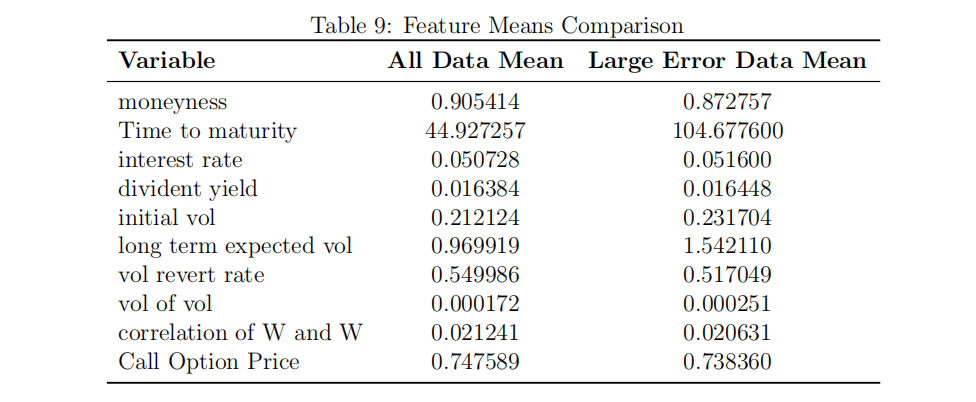 Table 9: Feature Means Comparison
Variable All Data Mean Large Error Data Mean
moneyness 0.905414 0.872757
Time to maturity 44.927257 104.677600
interest rate 0.050728 0.051600
divident yield 0.016384 0.016448
initial vol 0.212124 0.231704
long term expected vol 0.969919 1.542110
vol revert rate 0.549986 0.517049
vol of vol 0.000172 0.000251
correlation of W and W 0.021241 0.020631
Call Option Price 0.747589 0.738360